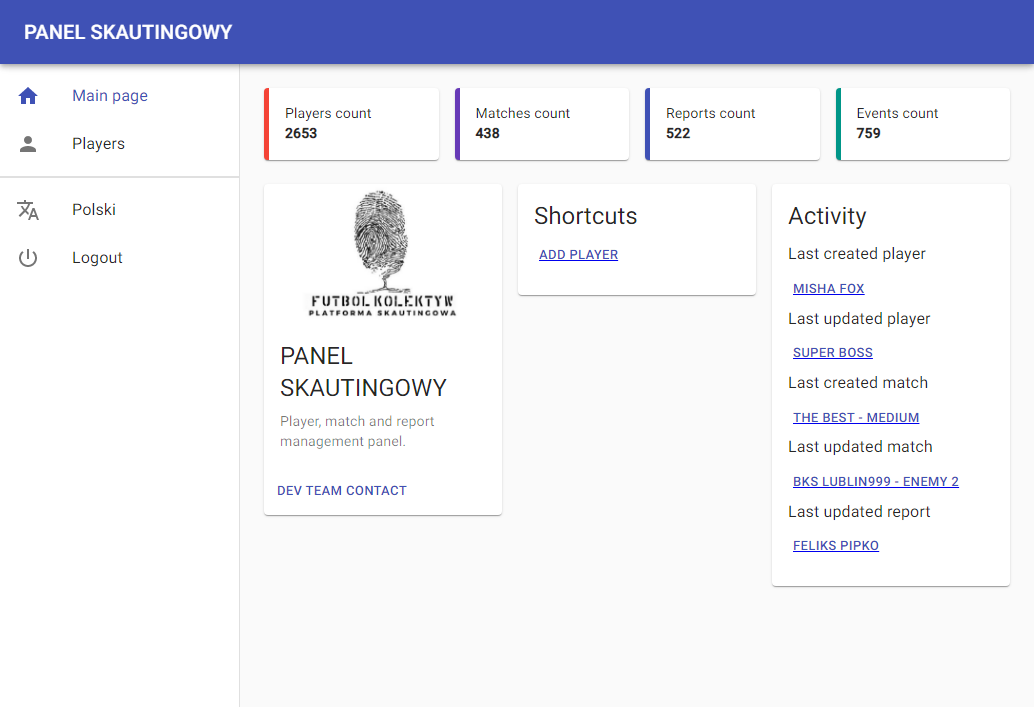 PANEL SKAUTINGOWY
Main page
Players
Polski
Logout
Players count
2653
Matches count
438
Reports count
522
Events count
759
FUTBOL KOLEKTYW
PLATFORMA SKAUTINGOWA
PANEL
SKAUTINGOWY
Player, match and report
management panel.
DEV TEAM CONTACT
Shortcuts
ADD PLAYER
Activity
Last created player
MISHA FOX
Last updated player
SUPER BOSS
Last created match
THE BEST - MEDIUM
Last updated match
BKS LUBLIN999 - ENEMY 2
Last updated report
FELIKS PIPKO